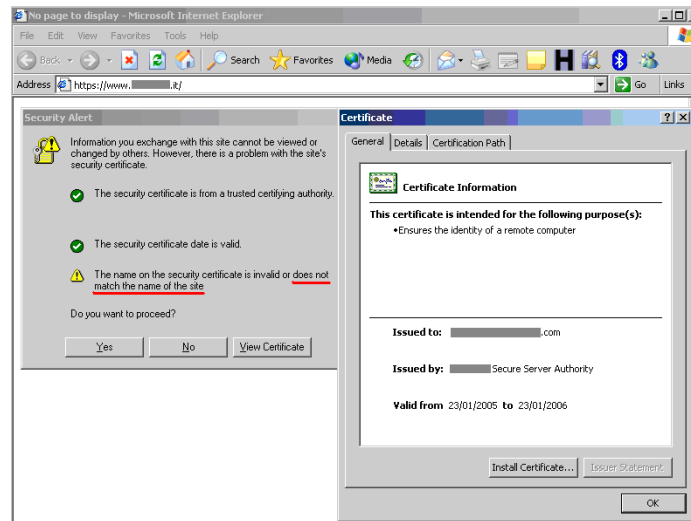 No page to display - Microsoft Internet Explorer
File Edit View Favorites Tools Help
Back Search Favorites Media
Address https://www. .it/ Go Links
Security Alert
Information you exchange with this site cannot be viewed or
changed by others. However, there is a problem with the site's
security certificate.
The security certificate is from a trusted certifying authority.
The security certificate date is valid.
The name on the security certificate is invalid or does not
match the name of the site
Do you want to proceed?
Yes No View Certificate
Certificate
General Details Certification Path
Certificate Information
This certificate is intended for the following purpose(s):
•Ensures the identity of a remote computer
Issued to: .com
Issued by: Secure Server Authority
Valid from 23/01/2005 to 23/01/2006
Install Certificate... Issuer Statement
OK